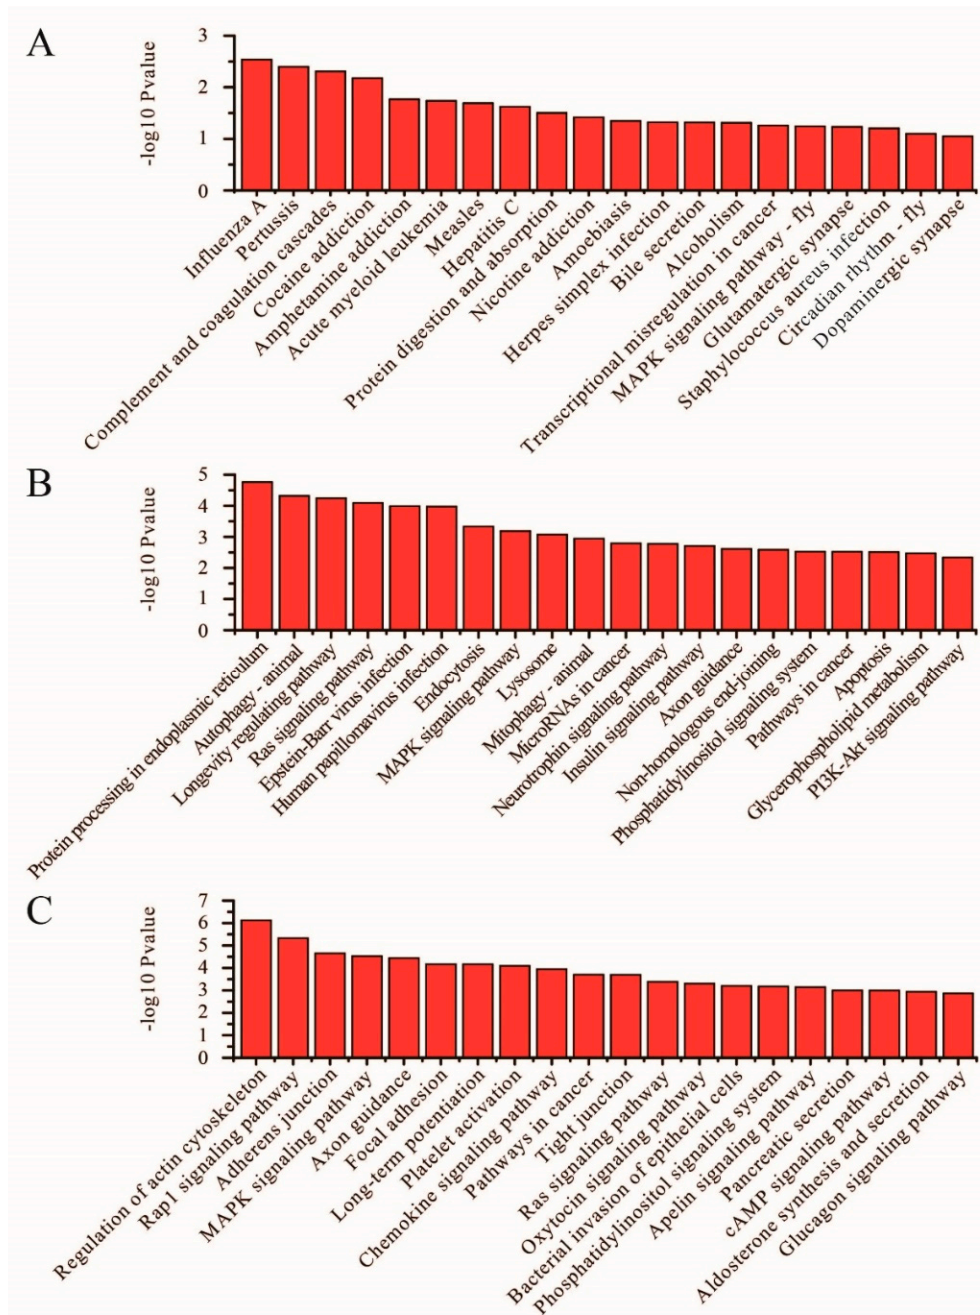 A
-log10 Pvalue
3
2
1
0
Influenza A
Pertussis
Complement and coagulation cascades
Cocaine addiction
Amphetamine addiction
Acute myeloid leukemia
Measles
Hepatitis C
Protein digestion and absorption
Nicotine addiction
Amoebiasis
Herpes simplex infection
Bile secretion
Alcoholism
Transcriptional misregulation in cancer
MAPK signaling pathway - fly
Glutamatergic synapse
Staphylococcus aureus infection
Circadian rhythm - fly
Dopaminergic synapse
B
-log10 Pvalue
5
4
3
2
1
0
Protein processing in endoplasmic reticulum
Autophagy - animal
Longevity regulating pathway
Ras signaling pathway
Epstein-Barr virus infection
Human papillomavirus infection
Endocytosis
MAPK signaling pathway
Lysosome
Mitophagy - animal
MicroRNAs in cancer
Neurotrophin signaling pathway
Insulin signaling pathway
Axon guidance
Non-homologous end-joining
Phosphatidylinositol signaling system
Pathways in cancer
Apoptosis
Glycerophospholipid metabolism
PI3K-Akt signaling pathway
C
-log10 Pvalue
7
6
5
4
3
2
1
0
Regulation of actin cytoskeleton
Rap1 signaling pathway
Adherens junction
MAPK signaling pathway
Axon guidance
Focal adhesion
Long-term potentiation
Platelet activation
Chemokine signaling pathway
Pathways in cancer
Tight junction
Ras signaling pathway
Oxytocin signaling pathway
Bacterial invasion of epithelial cells
Phosphatidylinositol signaling system
Apelin signaling pathway
Pancreatic secretion
cAMP signaling pathway
Aldosterone synthesis and secretion
Glucagon signaling pathway